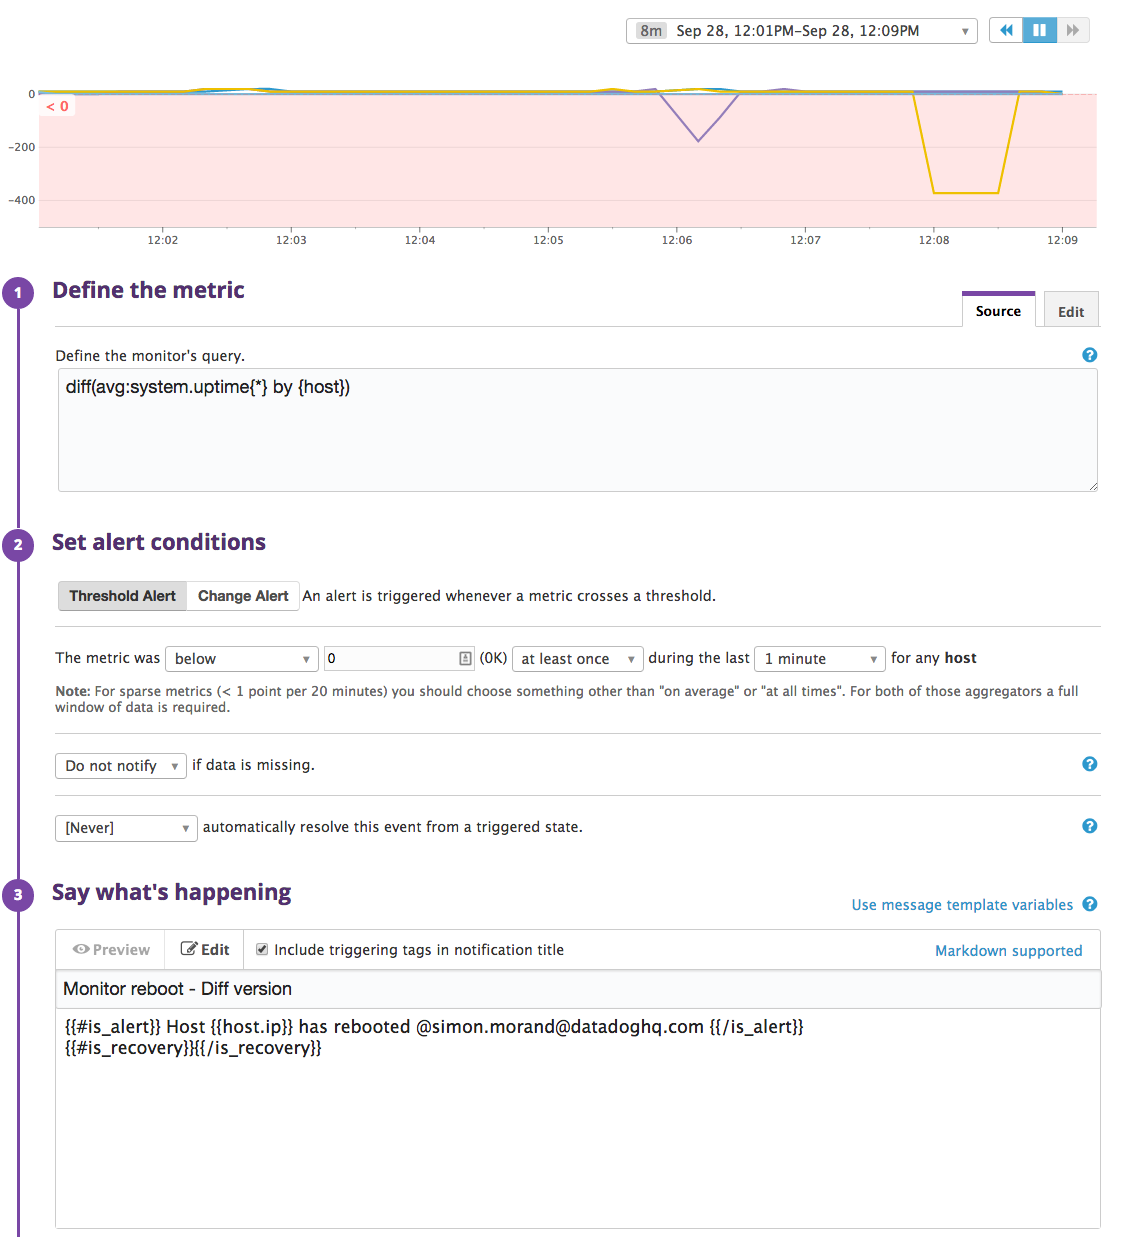 8m Sep 28, 12:01PM-Sep 28, 12:09PM
0
< 0
-200
-400
12:02 12:03 12:04 12:05 12:06 12:07 12:08 12:09
1 Define the metric
Source Edit
Define the monitor's query.
?
diff(avg:system.uptime{*} by {host})
2 Set alert conditions
Threshold Alert Change Alert An alert is triggered whenever a metric crosses a threshold.
The metric was below 0 (0K) at least once during the last 1 minute for any host
Note: For sparse metrics (< 1 point per 20 minutes) you should choose something other than "on average" or "at all times". For both of those aggregators a full
window of data is required.
Do not notify if data is missing. ?
[Never] automatically resolve this event from a triggered state. ?
3 Say what's happening
Use message template variables ?
Preview Edit Include triggering tags in notification title Markdown supported
Monitor reboot - Diff version
{{#is_alert}} Host {{host.ip}} has rebooted @simon.morand@datadoghq.com {{/is_alert}}
{{#is_recovery}}{{/is_recovery}}